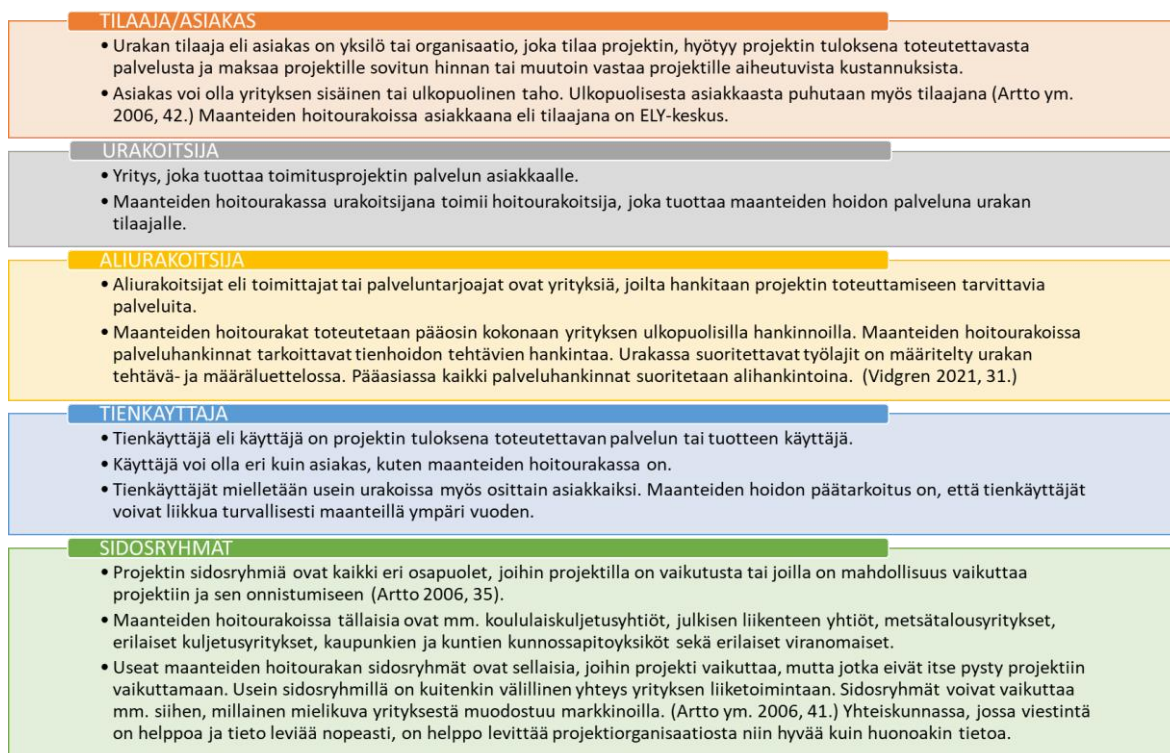 TILAAJA/ASIAKAS
• Urakan tilaaja eli asiakas on yksilö tai organisaatio, joka tilaa projektin, hyötyy projektin tuloksena toteutettavasta
palvelusta ja maksaa projektille sovitun hinnan tai muutoin vastaa projektille aiheutuvista kustannuksista.
• Asiakas voi olla yrityksen sisäinen tai ulkopuolinen taho. Ulkopuolisesta asiakkaasta puhutaan myös tilaajana (Artto ym.
2006, 42.) Maanteiden hoitourakoissa asiakkaana eli tilaajana on ELY-keskus.
URAKOITSIJA
• Yritys, joka tuottaa toimitusprojektin palvelun asiakkaalle.
• Maanteiden hoitourakassa urakoitsijana toimii hoitourakoitsija, joka tuottaa maanteiden hoidon palveluna urakan
tilaajalle.
ALIURAKOITSIJA
• Aliurakoitsijat eli toimittajat tai palveluntarjoajat ovat yrityksiä, joilta hankitaan projektin toteuttamiseen tarvittavia
palveluita.
• Maanteiden hoitourakat toteutetaan pääosin kokonaan yrityksen ulkopuolisilla hankinnoilla. Maanteiden hoitourakoissa
palveluhankinnat tarkoittavat tienhoidon tehtävien hankintaa. Urakassa suoritettavat työlajit on määritelty urakan
tehtävä- ja määräluettelossa. Pääasiassa kaikki palveluhankinnat suoritetaan alihankintoina. (Vidgren 2021, 31.)
TIENKÄYTTÄJÄ
• Tienkäyttäjä eli käyttäjä on projektin tuloksena toteutettavan palvelun tai tuotteen käyttäjä.
• Käyttäjä voi olla eri kuin asiakas, kuten maanteiden hoitourakassa on.
• Tienkäyttäjät mielletään usein urakoissa myös osittain asiakkaiksi. Maanteiden hoidon päätarkoitus on, että tienkäyttäjät
voivat liikkua turvallisesti maanteillä ympäri vuoden.
SIDOSRYHMÄT
• Projektin sidosryhmiä ovat kaikki eri osapuolet, joihin projektilla on vaikutusta tai joilla on mahdollisuus vaikuttaa
projektiin ja sen onnistumiseen (Artto 2006, 35).
• Maanteiden hoitourakoissa tällaisia ovat mm. koululaiskuljetusyhtiöt, julkisen liikenteen yhtiöt, metsätalousyritykset,
erilaiset kuljetusyritykset, kaupunkien ja kuntien kunnossapitoyksiköt sekä erilaiset viranomaiset.
• Useat maanteiden hoitourakan sidosryhmät ovat sellaisia, joihin projekti vaikuttaa, mutta jotka eivät itse pysty projektiin
vaikuttamaan. Usein sidosryhmillä on kuitenkin välillinen yhteys yrityksen liiketoimintaan. Sidosryhmät voivat vaikuttaa
mm. siihen, millainen mielikuva yrityksestä muodostuu markkinoilla. (Artto ym. 2006, 41.) Yhteiskunnassa, jossa viestintä
on helppoa ja tieto leviää nopeasti, on helppo levittää projektiorganisaatiosta niin hyvää kuin huonoakin tietoa.